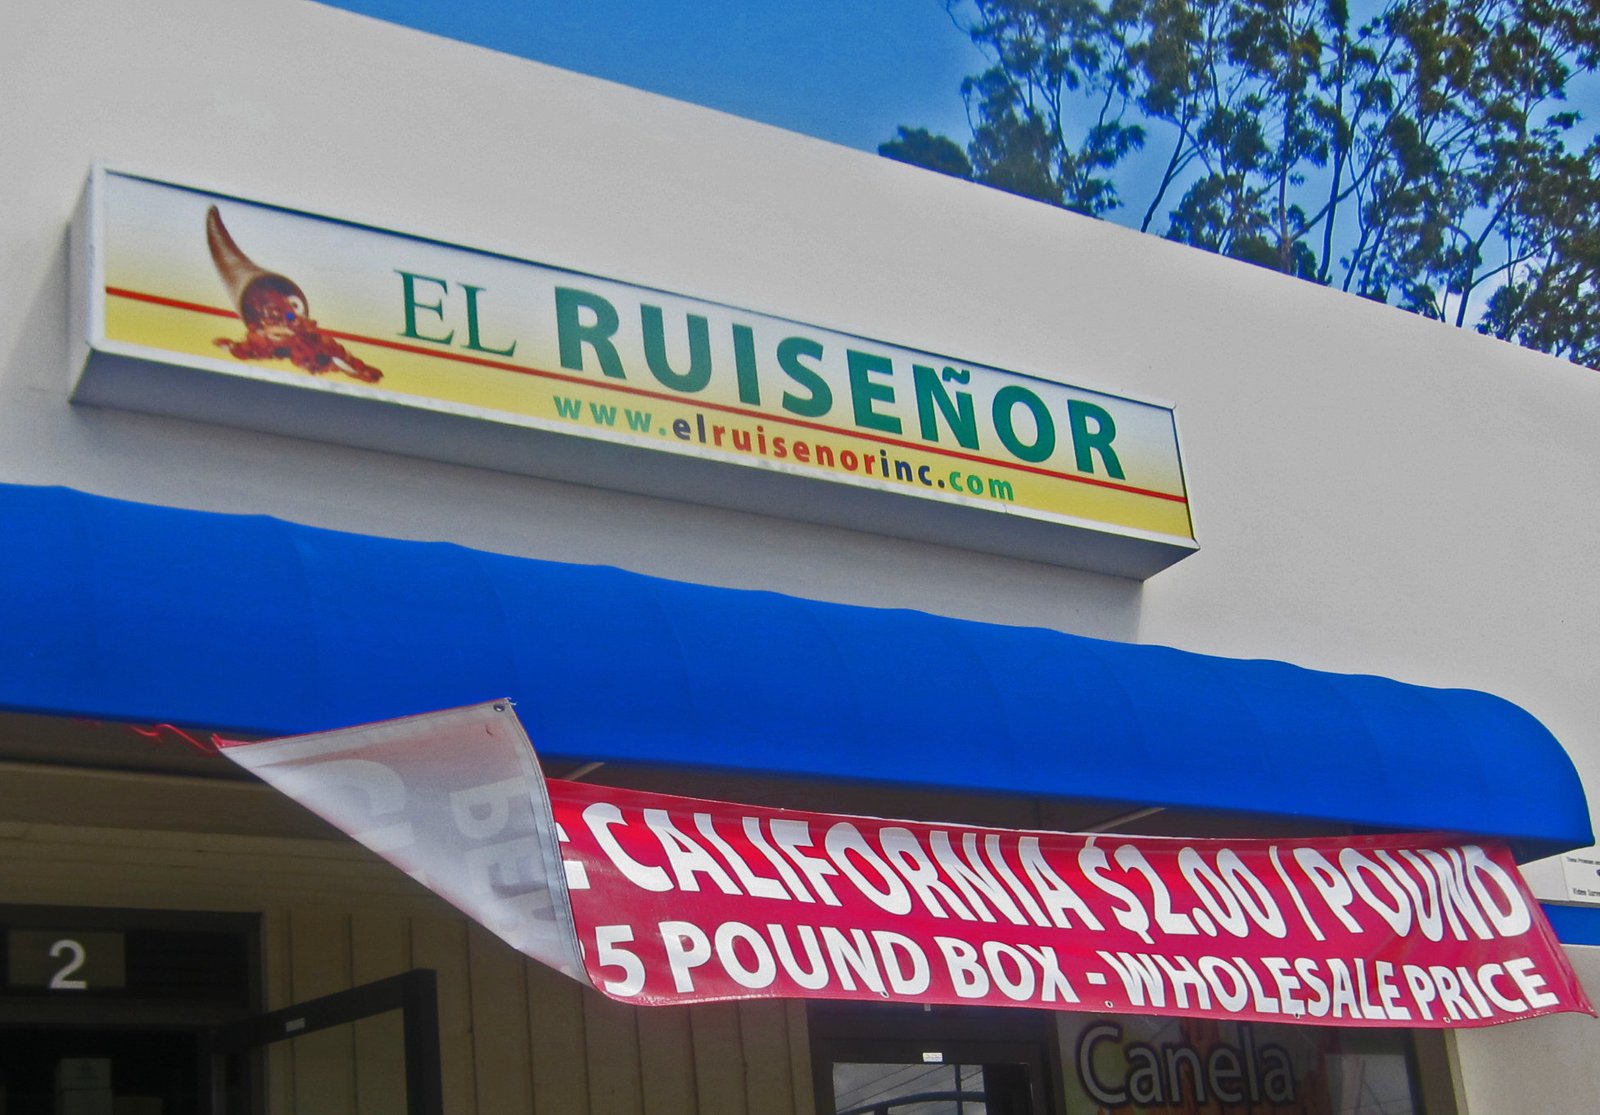 EL RUISEÑOR
www.elruisenorinc.com
CALIFORNIA $2.00 / POUND
5 POUND BOX - WHOLESALE PRICE
2
Canela